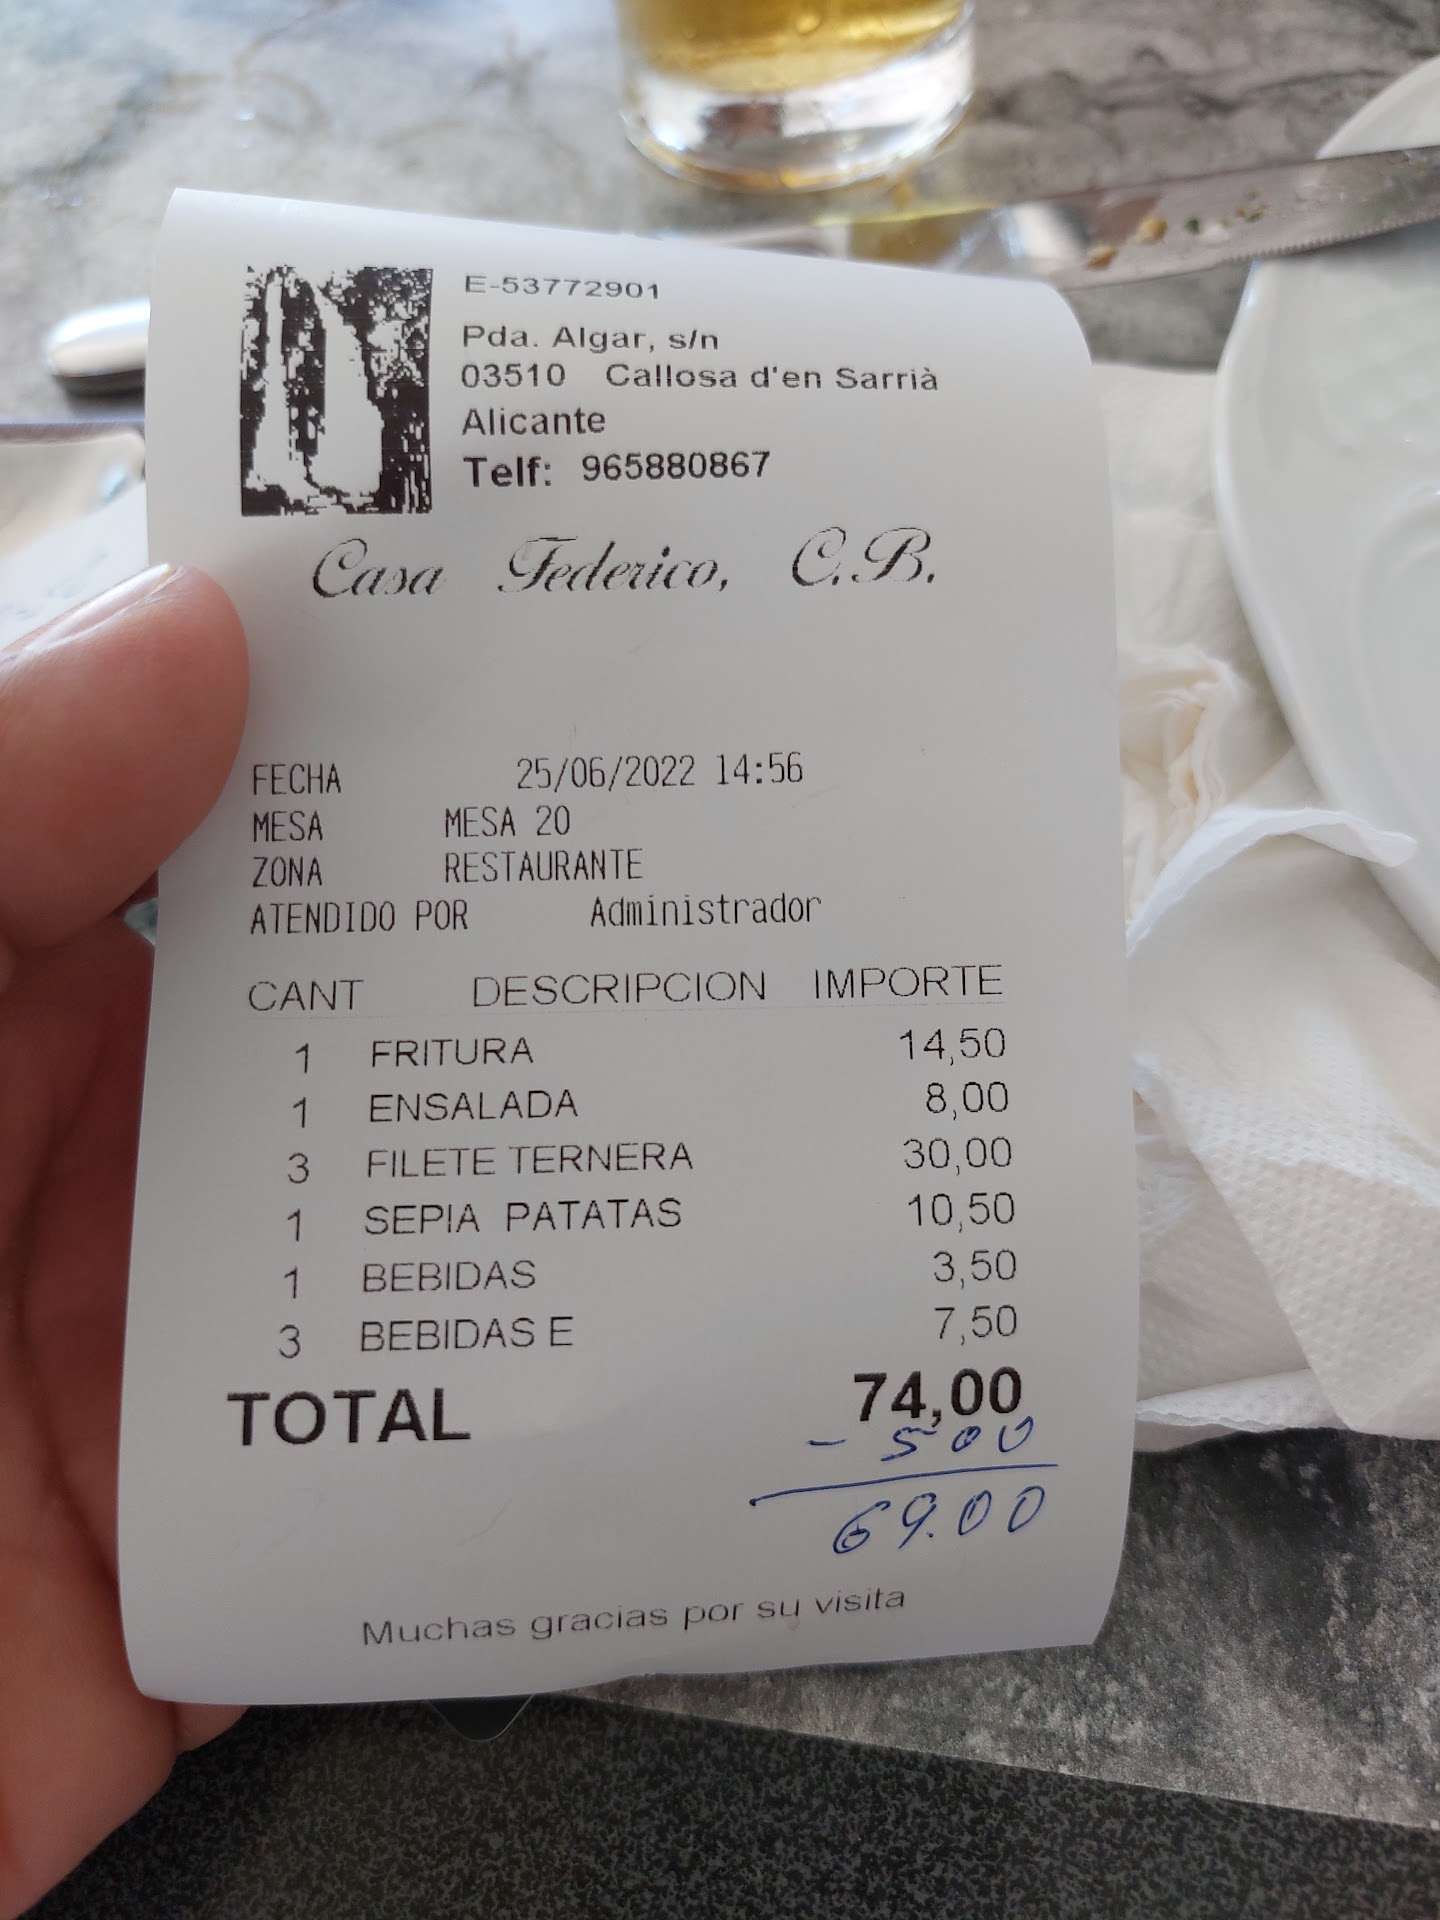 E-53772901
Pda. Algar, s/n
03510 Callosa d'en Sarrià
Alicante
Telf: 965880867
Casa Federico, C.B.
FECHA 25/06/2022 14:56
MESA MESA 20
ZONA RESTAURANTE
ATENDIDO POR Administrador
CANT DESCRIPCION IMPORTE
1 FRITURA 14,50
1 ENSALADA 8,00
3 FILETE TERNERA 30,00
1 SEPIA PATATAS 10,50
1 BEBIDAS 3,50
3 BEBIDAS E 7,50
TOTAL 74,00
- 500
69.00
Muchas gracias por su visita